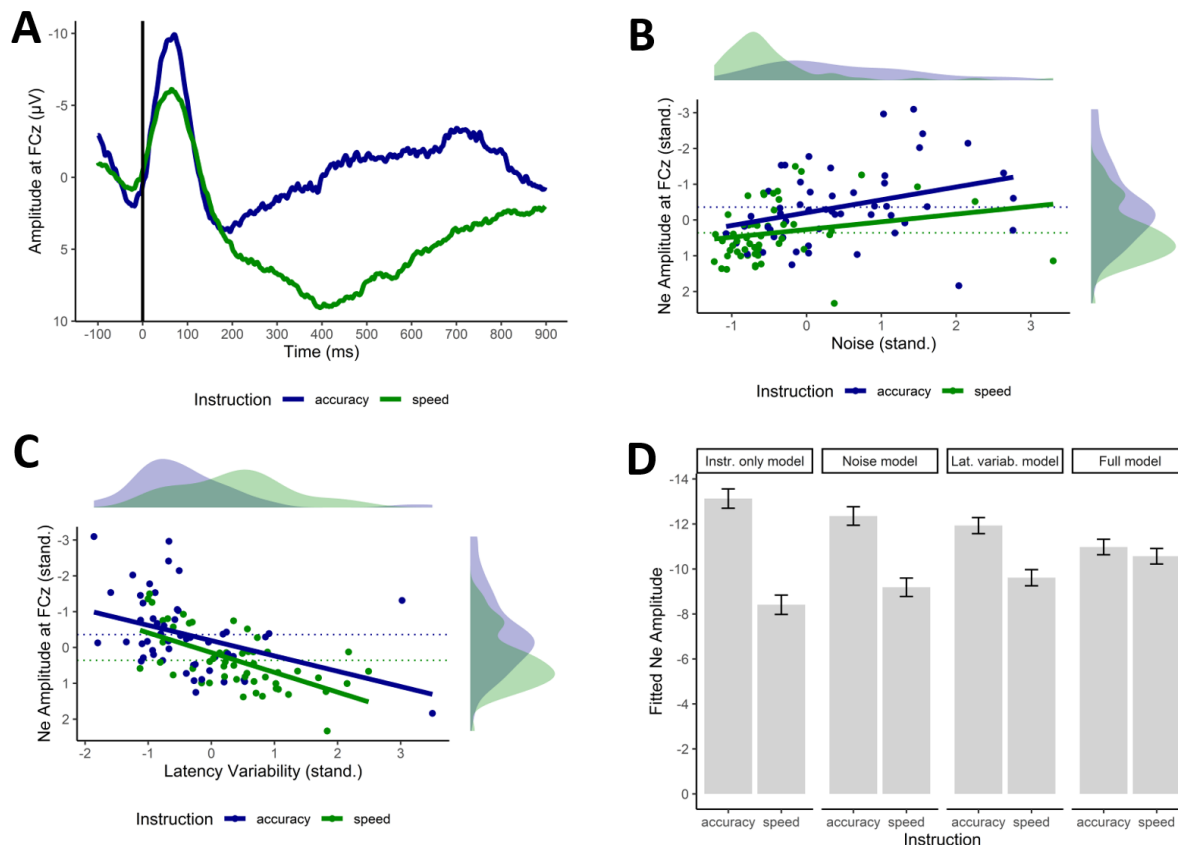 A
Amplitude at FCz (µV)
-10
-5
0
5
10
-100 0 100 200 300 400 500 600 700 800 900
Time (ms)
Instruction accuracy speed
B
Ne Amplitude at FCz (stand.)
-3
-2
-1
0
1
2
-1 0 1 2 3
Noise (stand.)
Instruction accuracy speed
C
Ne Amplitude at FCz (stand.)
-3
-2
-1
0
1
2
-2 -1 0 1 2 3
Latency Variability (stand.)
Instruction accuracy speed
D
Instr. only model Noise model Lat. variab. model Full model
Fitted Ne Amplitude
-14
-12
-10
-8
-6
-4
-2
0
accuracy speed accuracy speed accuracy speed accuracy speed
Instruction